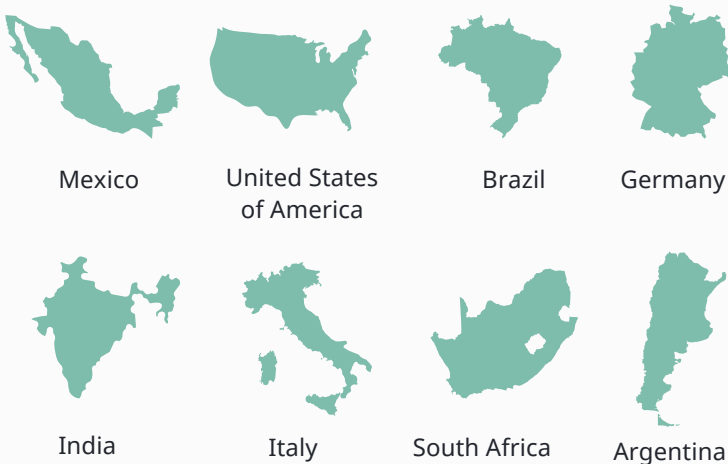 Mexico
United States
of America
Brazil
Germany
India
Italy
South Africa
Argentina